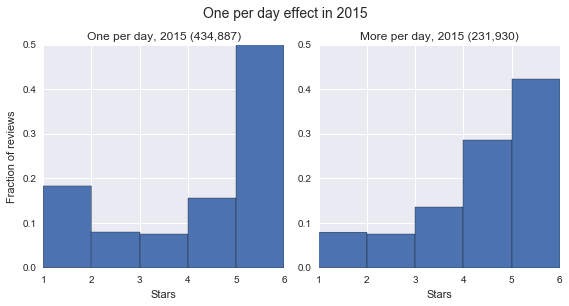 One per day effect in 2015
One per day, 2015 (434,887)
More per day, 2015 (231,930)
Fraction of reviews
0.5
0.4
0.3
0.2
0.1
0.0
1 2 3 4 5 6
Stars
0.5
0.4
0.3
0.2
0.1
0.0
1 2 3 4 5 6
Stars